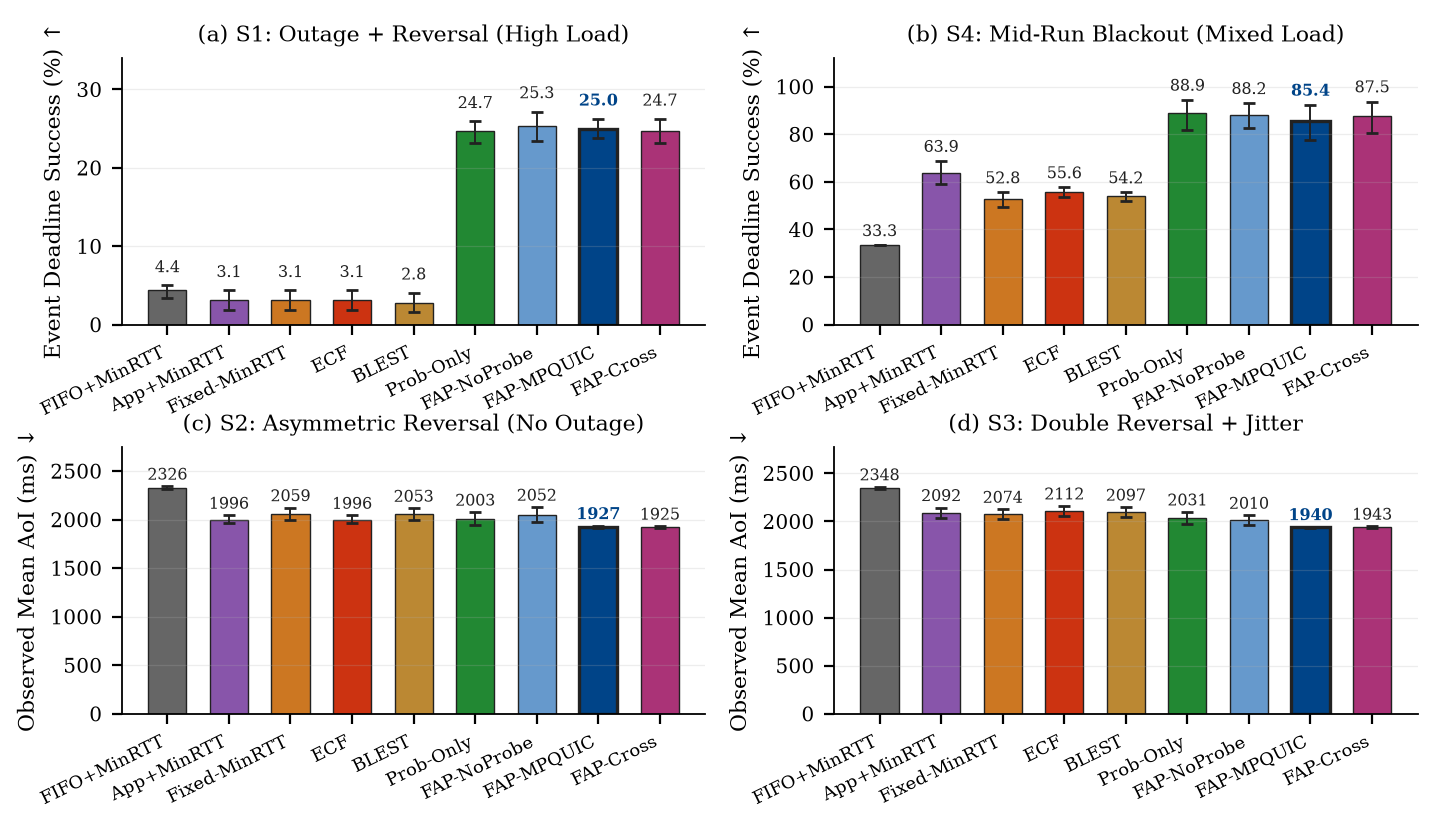 (a) S1: Outage + Reversal (High Load)
Event Deadline Success (%) ↑
30
20
10
0
4.4
3.1
3.1
3.1
2.8
24.7
25.3
25.0
24.7
FIFO+MinRTT
App+MinRTT
Fixed-MinRTT
ECF
BLEST
Prob-Only
FAP-NoProbe
FAP-MPQUIC
FAP-Cross
(b) S4: Mid-Run Blackout (Mixed Load)
Event Deadline Success (%) ↑
100
80
60
40
20
0
33.3
63.9
52.8
55.6
54.2
88.9
88.2
85.4
87.5
FIFO+MinRTT
App+MinRTT
Fixed-MinRTT
ECF
BLEST
Prob-Only
FAP-NoProbe
FAP-MPQUIC
FAP-Cross
(c) S2: Asymmetric Reversal (No Outage)
Observed Mean AoI (ms) ↓
2500
2000
1500
1000
500
0
2326
1996
2059
1996
2053
2003
2052
1927
1925
FIFO+MinRTT
App+MinRTT
Fixed-MinRTT
ECF
BLEST
Prob-Only
FAP-NoProbe
FAP-MPQUIC
FAP-Cross
(d) S3: Double Reversal + Jitter
Observed Mean AoI (ms) ↓
2500
2000
1500
1000
500
0
2348
2092
2074
2112
2097
2031
2010
1940
1943
FIFO+MinRTT
App+MinRTT
Fixed-MinRTT
ECF
BLEST
Prob-Only
FAP-NoProbe
FAP-MPQUIC
FAP-Cross